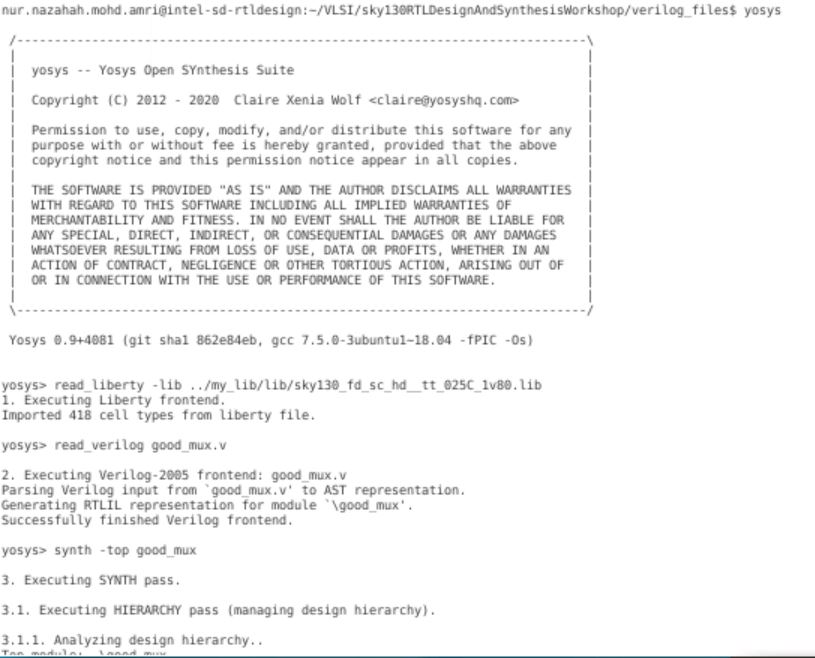 nur.nazahah.mohd.amri@intel-sd-rtldesign:~/VLSI/sky130RTLDesignAndSynthesisWorkshop/verilog_files$ yosys
/-----------------------------------------------------------------------------\
| yosys -- Yosys Open SYnthesis Suite |
| Copyright (C) 2012 - 2020  Claire Xenia Wolf <claire@yosyshq.com> |
| Permission to use, copy, modify, and/or distribute this software for any |
| purpose with or without fee is hereby granted, provided that the above |
| copyright notice and this permission notice appear in all copies. |
| THE SOFTWARE IS PROVIDED "AS IS" AND THE AUTHOR DISCLAIMS ALL WARRANTIES |
| WITH REGARD TO THIS SOFTWARE INCLUDING ALL IMPLIED WARRANTIES OF |
| MERCHANTABILITY AND FITNESS. IN NO EVENT SHALL THE AUTHOR BE LIABLE FOR |
| ANY SPECIAL, DIRECT, INDIRECT, OR CONSEQUENTIAL DAMAGES OR ANY DAMAGES |
| WHATSOEVER RESULTING FROM LOSS OF USE, DATA OR PROFITS, WHETHER IN AN |
| ACTION OF CONTRACT, NEGLIGENCE OR OTHER TORTIOUS ACTION, ARISING OUT OF |
| OR IN CONNECTION WITH THE USE OR PERFORMANCE OF THIS SOFTWARE. |
\-----------------------------------------------------------------------------/
Yosys 0.9+4081 (git sha1 862e84eb, gcc 7.5.0-3ubuntu1~18.04 -fPIC -Os)
yosys> read_liberty -lib ../my_lib/lib/sky130_fd_sc_hd__tt_025C_1v80.lib
1. Executing Liberty frontend.
Imported 418 cell types from liberty file.
yosys> read_verilog good_mux.v
2. Executing Verilog-2005 frontend: good_mux.v
Parsing Verilog input from `good_mux.v' to AST representation.
Generating RTLIL representation for module `\good_mux'.
Successfully finished Verilog frontend.
yosys> synth -top good_mux
3. Executing SYNTH pass.
3.1. Executing HIERARCHY pass (managing design hierarchy).
3.1.1. Analyzing design hierarchy..
Top module:  \good_mux